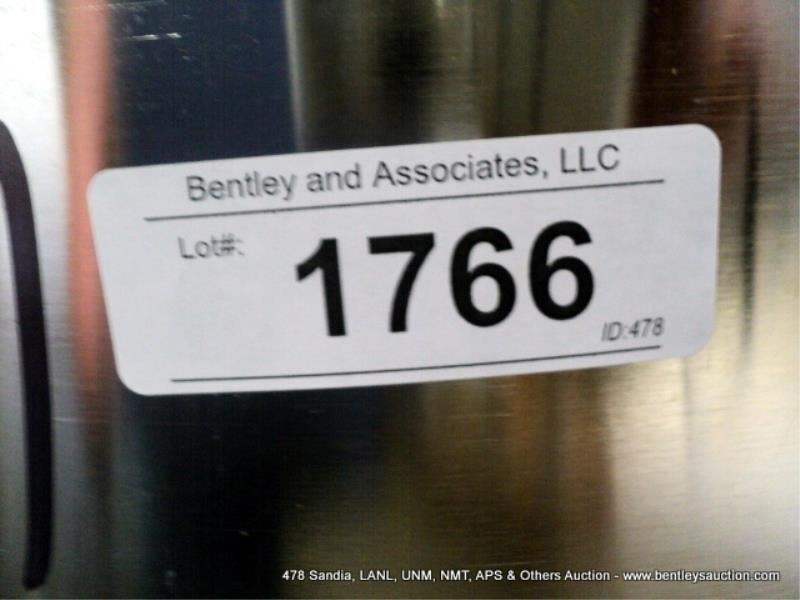 Bentley and Associates, LLC
Lot#:
1766
ID:478
478 Sandia, LANL, UNM, NMT, APS & Others Auction - www.bentleysauction.com